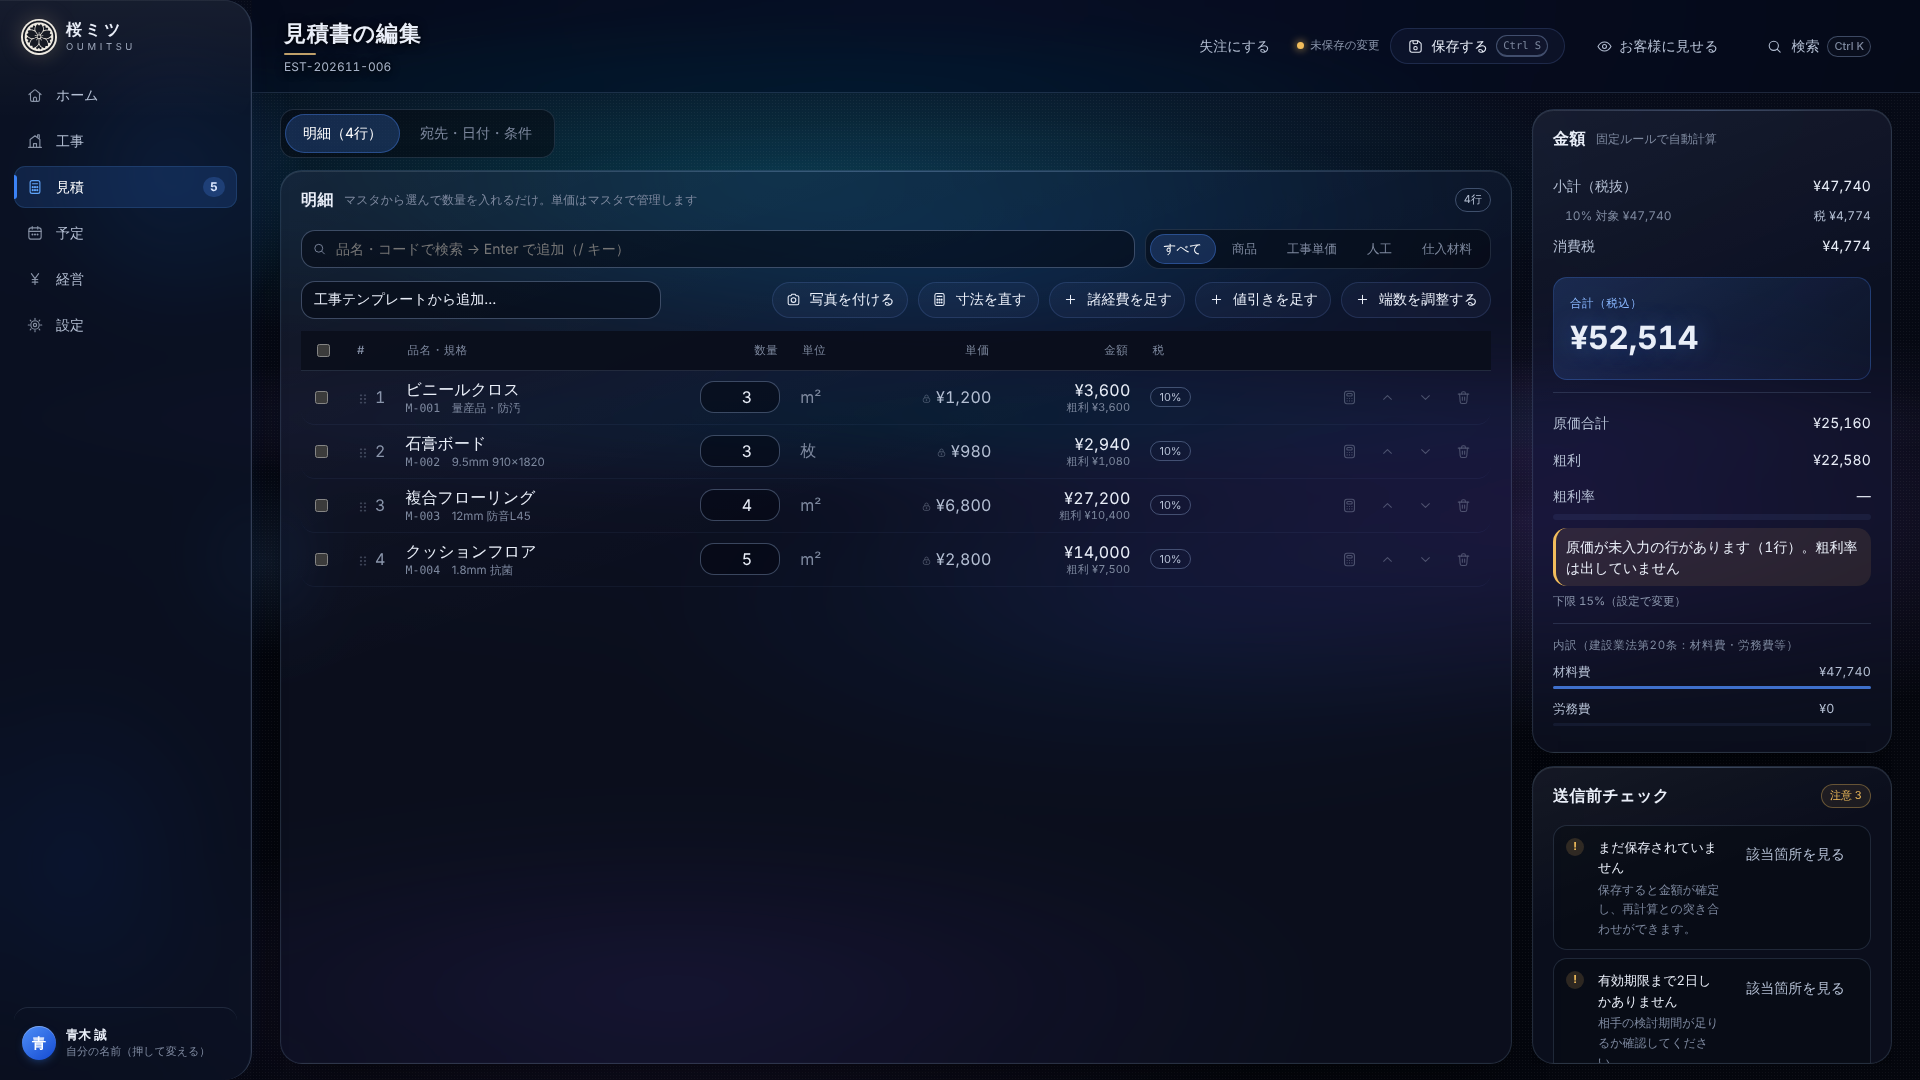 桜ミツ
OUMITSU
ホーム
工事
見積 5
予定
経営
設定
青
青木 誠
自分の名前（押して変える）
見積書の編集
EST-202611-006
失注にする
未保存の変更
保存する Ctrl S
お客様に見せる
検索 Ctrl K
明細（4行）
宛先・日付・条件
明細 マスタから選んで数量を入れるだけ。単価はマスタで管理します 4行
品名・コードで検索 → Enter で追加（/ キー）
すべて 商品 工事単価 人工 仕入材料
工事テンプレートから追加...
写真を付ける
寸法を直す
+ 諸経費を足す
+ 値引きを足す
+ 端数を調整する
# 品名・規格 数量 単位 単価 金額 税
1 ビニールクロス 3 m² ¥1,200 ¥3,600 10%
M-001 量産品・防汚 粗利 ¥3,600
2 石膏ボード 3 枚 ¥980 ¥2,940 10%
M-002 9.5mm 910×1820 粗利 ¥1,080
3 複合フローリング 4 m² ¥6,800 ¥27,200 10%
M-003 12mm 防音L45 粗利 ¥10,400
4 クッションフロア 5 m² ¥2,800 ¥14,000 10%
M-004 1.8mm 抗菌 粗利 ¥7,500
金額 固定ルールで自動計算
小計（税抜） ¥47,740
10% 対象 ¥47,740 税 ¥4,774
消費税 ¥4,774
合計（税込）
¥52,514
原価合計 ¥25,160
粗利 ¥22,580
粗利率 —
原価が未入力の行があります（1行）。粗利率
は出していません
下限 15%（設定で変更）
内訳（建設業法第20条：材料費・労務費等）
材料費 ¥47,740
労務費 ¥0
送信前チェック 注意 3
! まだ保存されていま
せん
該当箇所を見る
保存すると金額が確定
し、再計算との突き合
わせができます。
! 有効期限まで2日し
かありません
該当箇所を見る
相手の検討期間が足り
るか確認してくださ